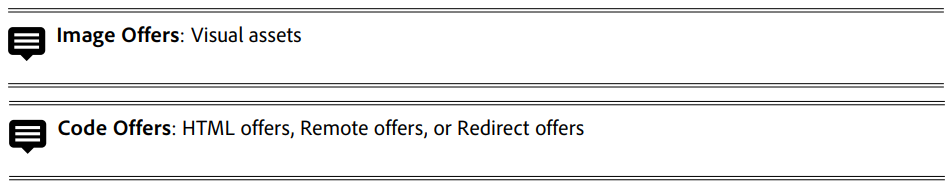 Image Offers: Visual assets
Code Offers: HTML offers, Remote offers, or Redirect offers